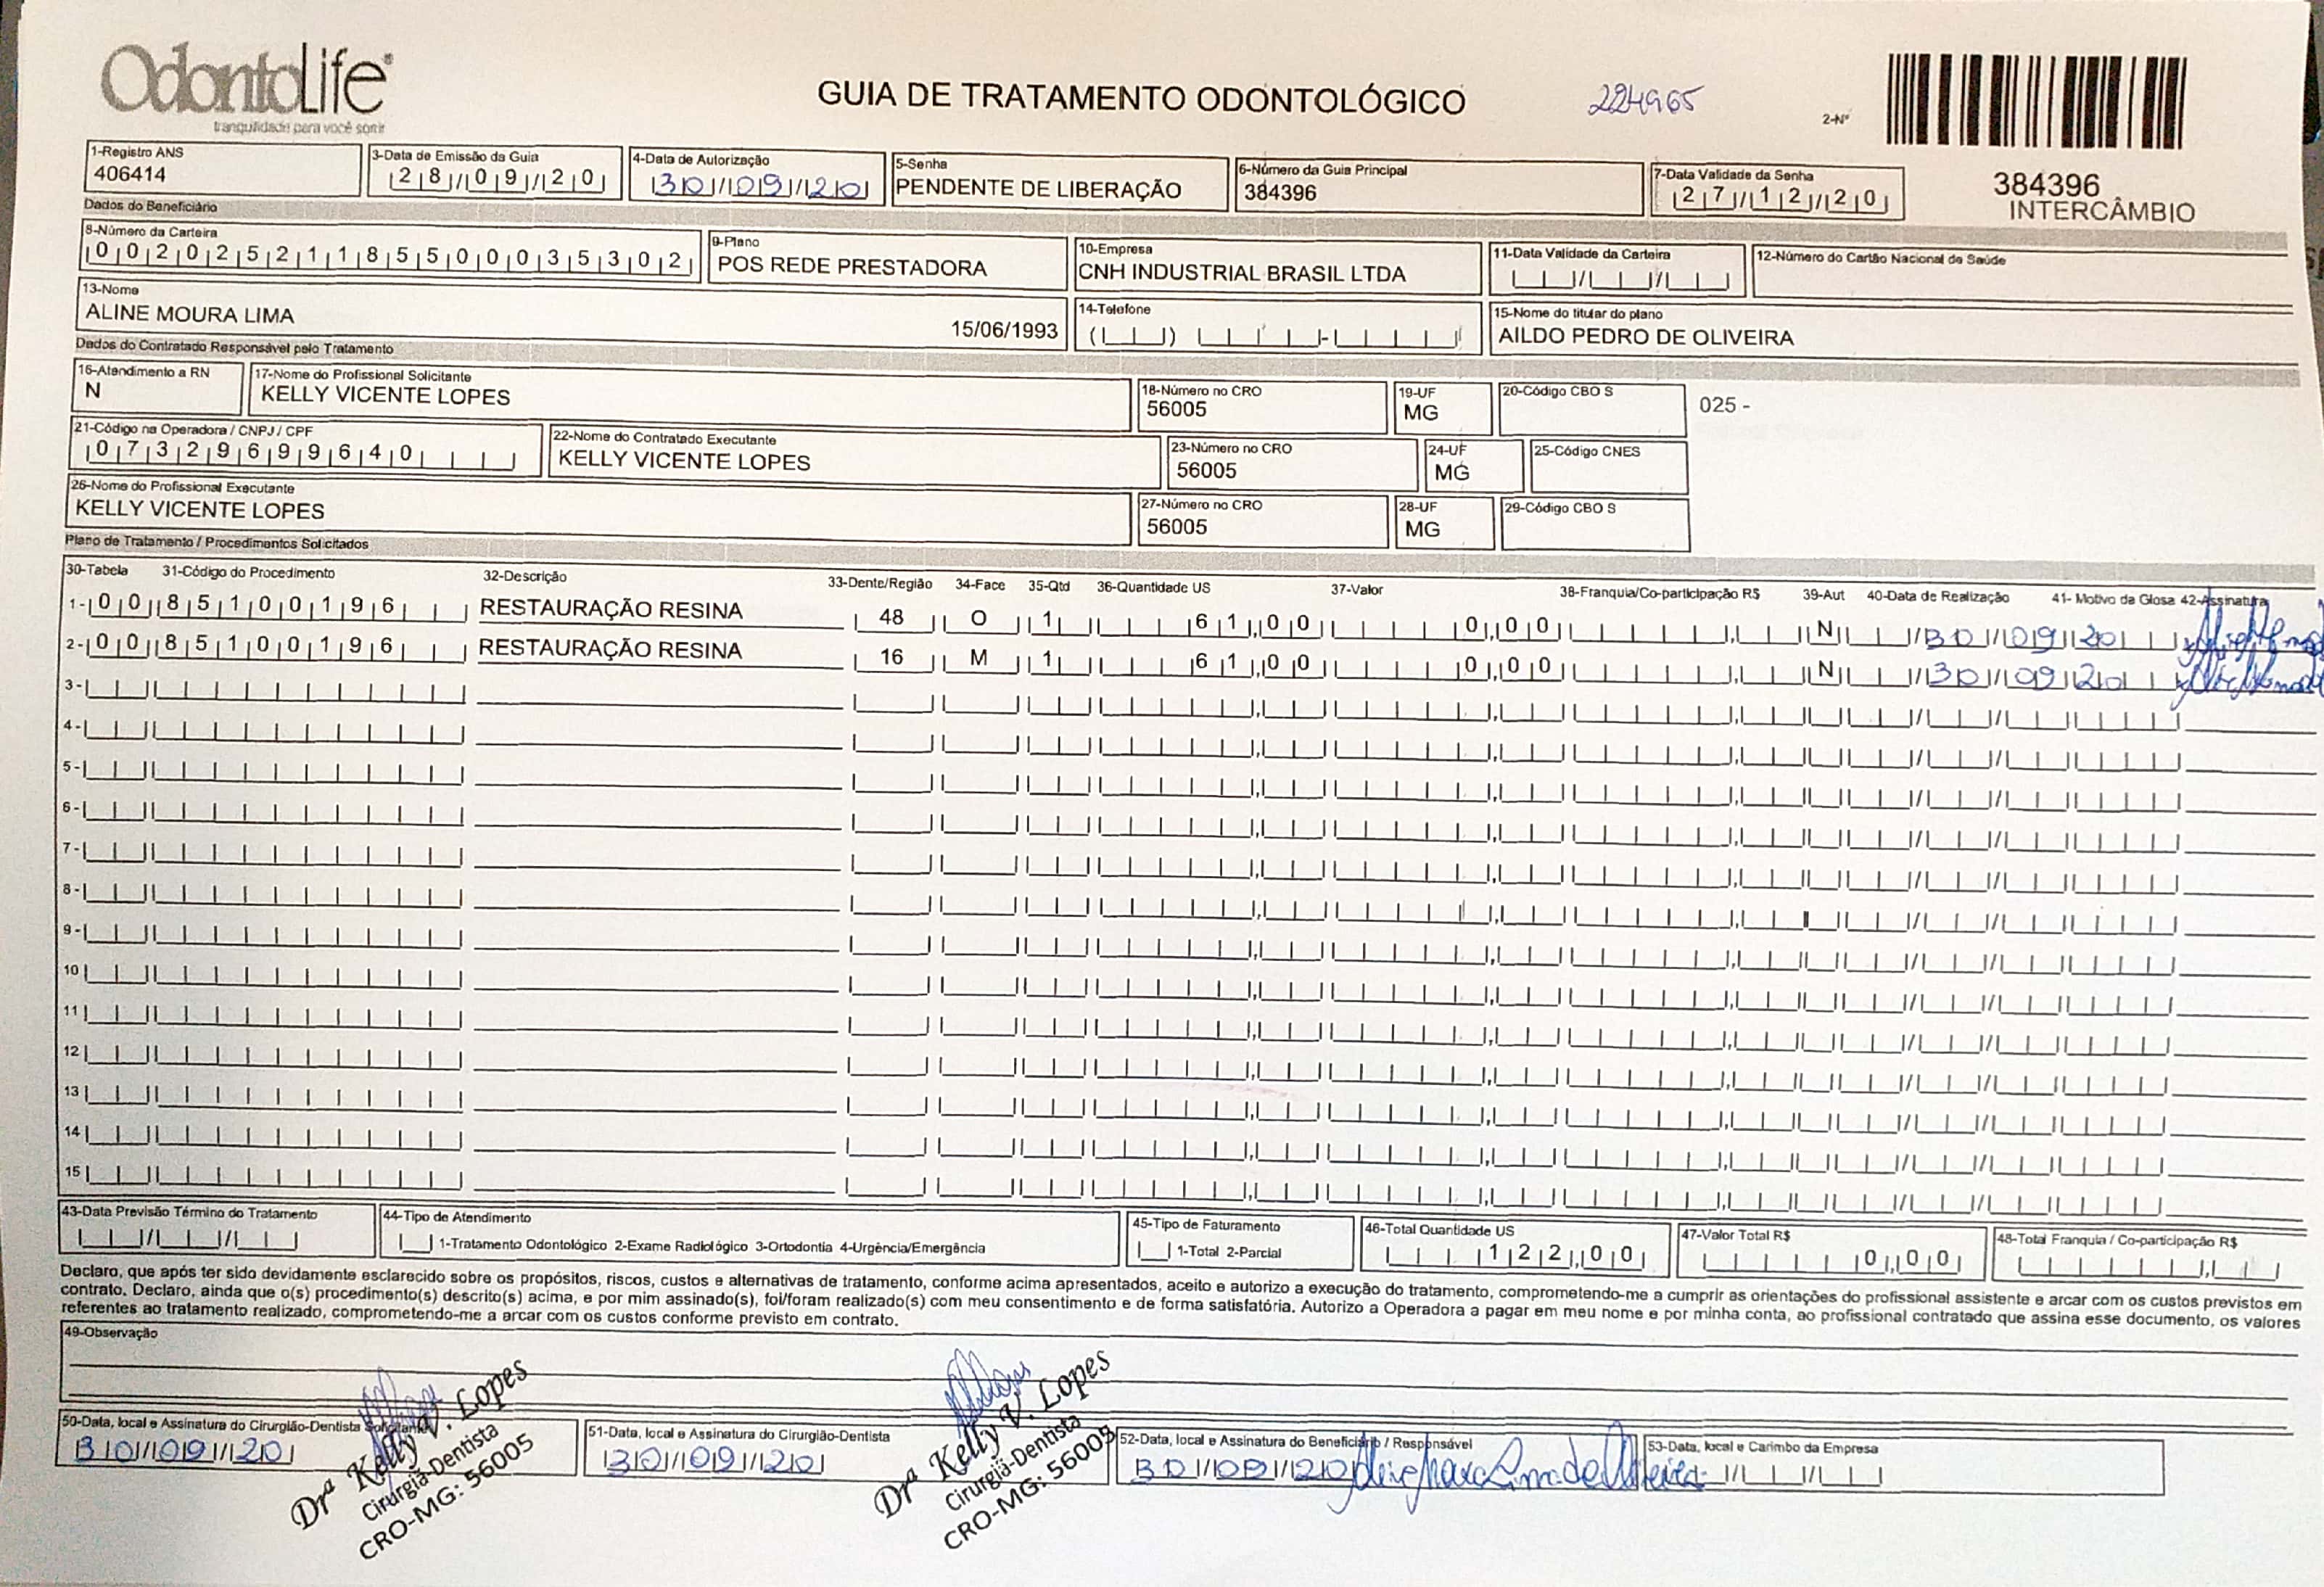 OdontoLife®
tranquilidade para você sorrir
GUIA DE TRATAMENTO ODONTOLÓGICO
224965
2-Nº
384396
INTERCÂMBIO
1-Registro ANS
406414
3-Data de Emissão da Guia
28/09/20
4-Data de Autorização
30/09/20
5-Senha
PENDENTE DE LIBERAÇÃO
6-Número da Guia Principal
384396
7-Data Validade da Senha
27/12/20
Dados do Beneficiário
8-Número da Carteira
00202521185500035302
9-Plano
POS REDE PRESTADORA
10-Empresa
CNH INDUSTRIAL BRASIL LTDA
11-Data Validade da Carteira
12-Número do Cartão Nacional de Saúde
13-Nome
ALINE MOURA LIMA 15/06/1993
14-Telefone
15-Nome do titular do plano
AILDO PEDRO DE OLIVEIRA
Dados do Contratado Responsável pelo Tratamento
16-Atendimento a RN
N
17-Nome do Profissional Solicitante
KELLY VICENTE LOPES
18-Número no CRO
56005
19-UF
MG
20-Código CBO S
025 -
21-Código na Operadora / CNPJ / CPF
07329699640
22-Nome do Contratado Executante
KELLY VICENTE LOPES
23-Número no CRO
56005
24-UF
MG
25-Código CNES
26-Nome do Profissional Executante
KELLY VICENTE LOPES
27-Número no CRO
56005
28-UF
MG
29-Código CBO S
Plano de Tratamento / Procedimentos Solicitados
30-Tabela 31-Código do Procedimento 32-Descrição 33-Dente/Região 34-Face 35-Qtd 36-Quantidade US 37-Valor 38-Franquia/Co-participação R$ 39-Aut 40-Data de Realização 41- Motivo da Glosa 42-Assinatura
1- 00 85100196 RESTAURAÇÃO RESINA 48 O 1 61,00 0,00 N 30/09/20
2- 00 85100196 RESTAURAÇÃO RESINA 16 M 1 61,00 0,00 N 30/09/20
3-
4-
5-
6-
7-
8-
9-
10
11
12
13
14
15
43-Data Previsão Término do Tratamento
44-Tipo de Atendimento
1-Tratamento Odontológico 2-Exame Radiológico 3-Ortodontia 4-Urgência/Emergência
45-Tipo de Faturamento
1-Total 2-Parcial
46-Total Quantidade US
122,00
47-Valor Total R$
0,00
48-Total Franquia / Co-participação R$
Declaro, que após ter sido devidamente esclarecido sobre os propósitos, riscos, custos e alternativas de tratamento, conforme acima apresentados, aceito e autorizo a execução do tratamento, comprometendo-me a cumprir as orientações do profissional assistente e arcar com os custos previstos em
contrato. Declaro, ainda que o(s) procedimento(s) descrito(s) acima, e por mim assinado(s), foi/foram realizado(s) com meu consentimento e de forma satisfatória. Autorizo a Operadora a pagar em meu nome e por minha conta, ao profissional contratado que assina esse documento, os valores
referentes ao tratamento realizado, comprometendo-me a arcar com os custos conforme previsto em contrato.
49-Observação
50-Data, local e Assinatura do Cirurgião-Dentista Solicitante
30/09/20
Drª Kelly V. Lopes
Cirurgiã-Dentista
CRO-MG: 56005
51-Data, local e Assinatura do Cirurgião-Dentista
30/09/20
Drª Kelly V. Lopes
Cirurgiã-Dentista
CRO-MG: 56005
52-Data, local e Assinatura do Beneficiário / Responsável
30/09/20 Aline Moura Lima de Oliveira
53-Data, local e Carimbo da Empresa